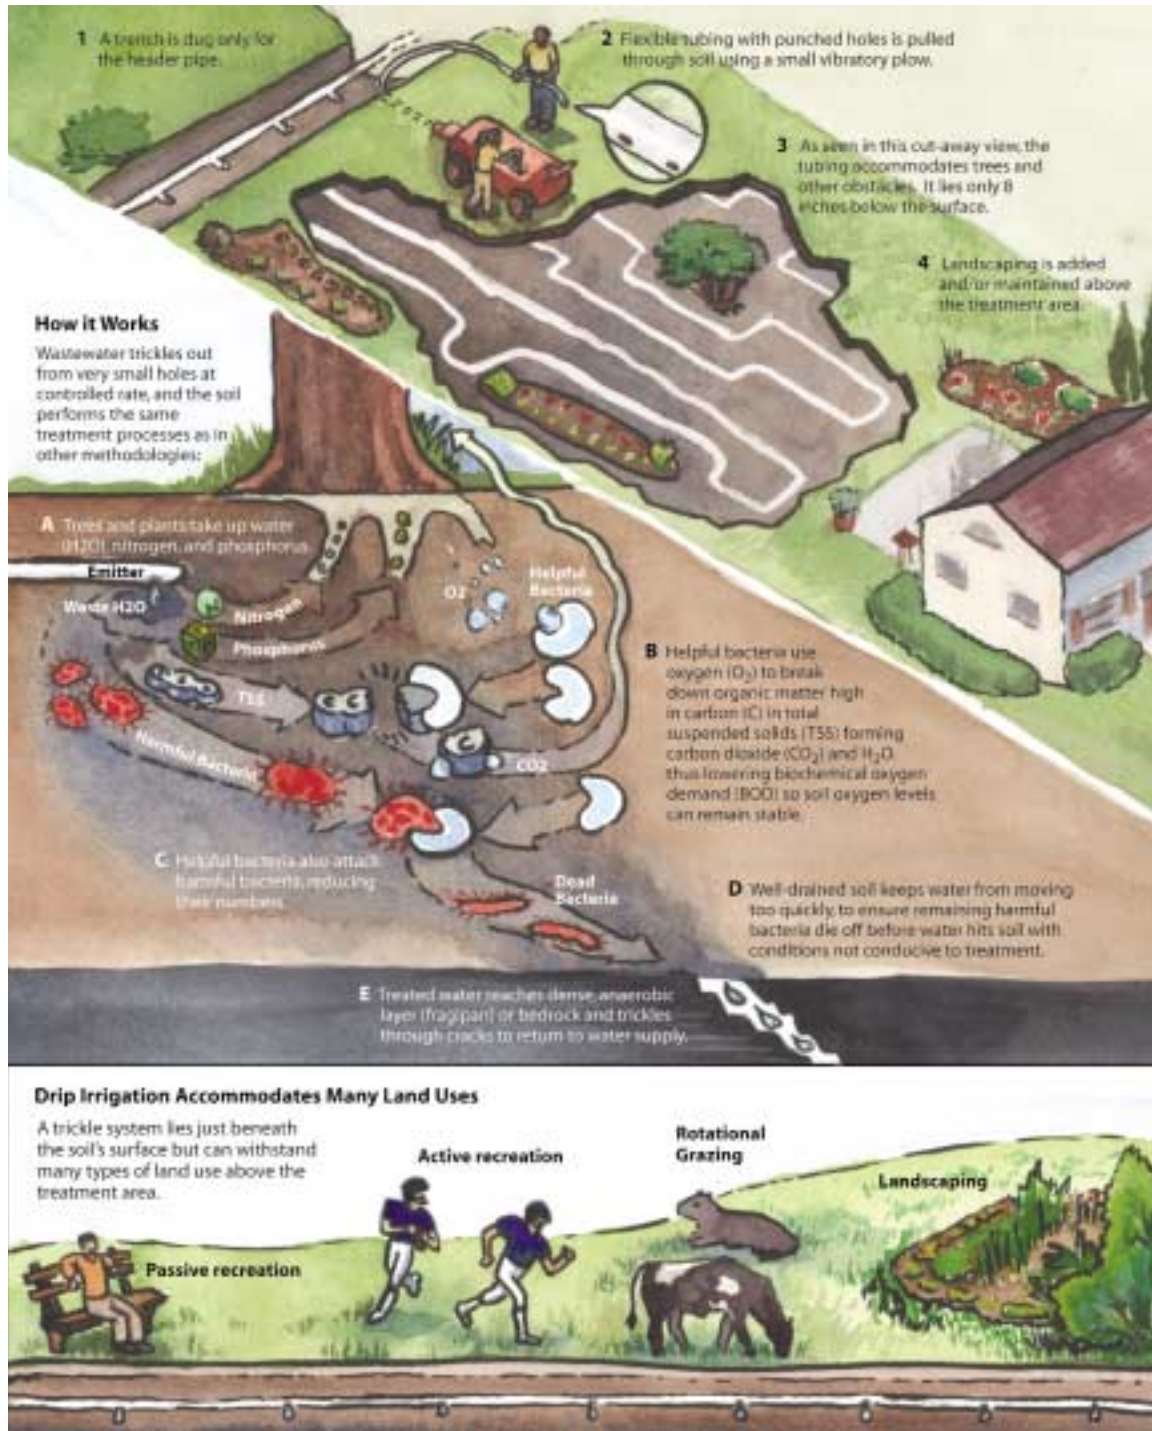 1 A trench is dug only for
the header pipe.
2 Flexible tubing with punched holes is pulled
through soil using a small vibratory plow.
3 As seen in this cut-away view, the
tubing accommodates trees and
other obstacles. It lies only 8
inches below the surface.
4 Landscaping is added
and/or maintained above
the treatment area.
How it Works
Wastewater trickles out
from very small holes at
controlled rate, and the soil
performs the same
treatment processes as in
other methodologies:
A Trees and plants take up water
(H2O), nitrogen, and phosphorus.
Emitter
Waste H2O
Nitrogen
Phosphorus
O2
Helpful
Bacteria
TSS
C
C
C
C
CO2
Harmful Bacteria
B Helpful bacteria use
oxygen (O2) to break
down organic matter high
in carbon (C) in total
suspended solids (TSS) forming
carbon dioxide (CO2) and H2O
thus lowering biochemical oxygen
demand (BOD) so soil oxygen levels
can remain stable.
C Helpful bacteria also attack
harmful bacteria, reducing
their numbers.
Dead
Bacteria
D Well-drained soil keeps water from moving
too quickly, to ensure remaining harmful
bacteria die off before water hits soil with
conditions not conducive to treatment.
E Treated water reaches dense, anaerobic
layer (fragipan) or bedrock and trickles
through cracks to return to water supply.
Drip Irrigation Accommodates Many Land Uses
A trickle system lies just beneath
the soil's surface but can withstand
many types of land use above the
treatment area.
Passive recreation
Active recreation
Rotational
Grazing
Landscaping